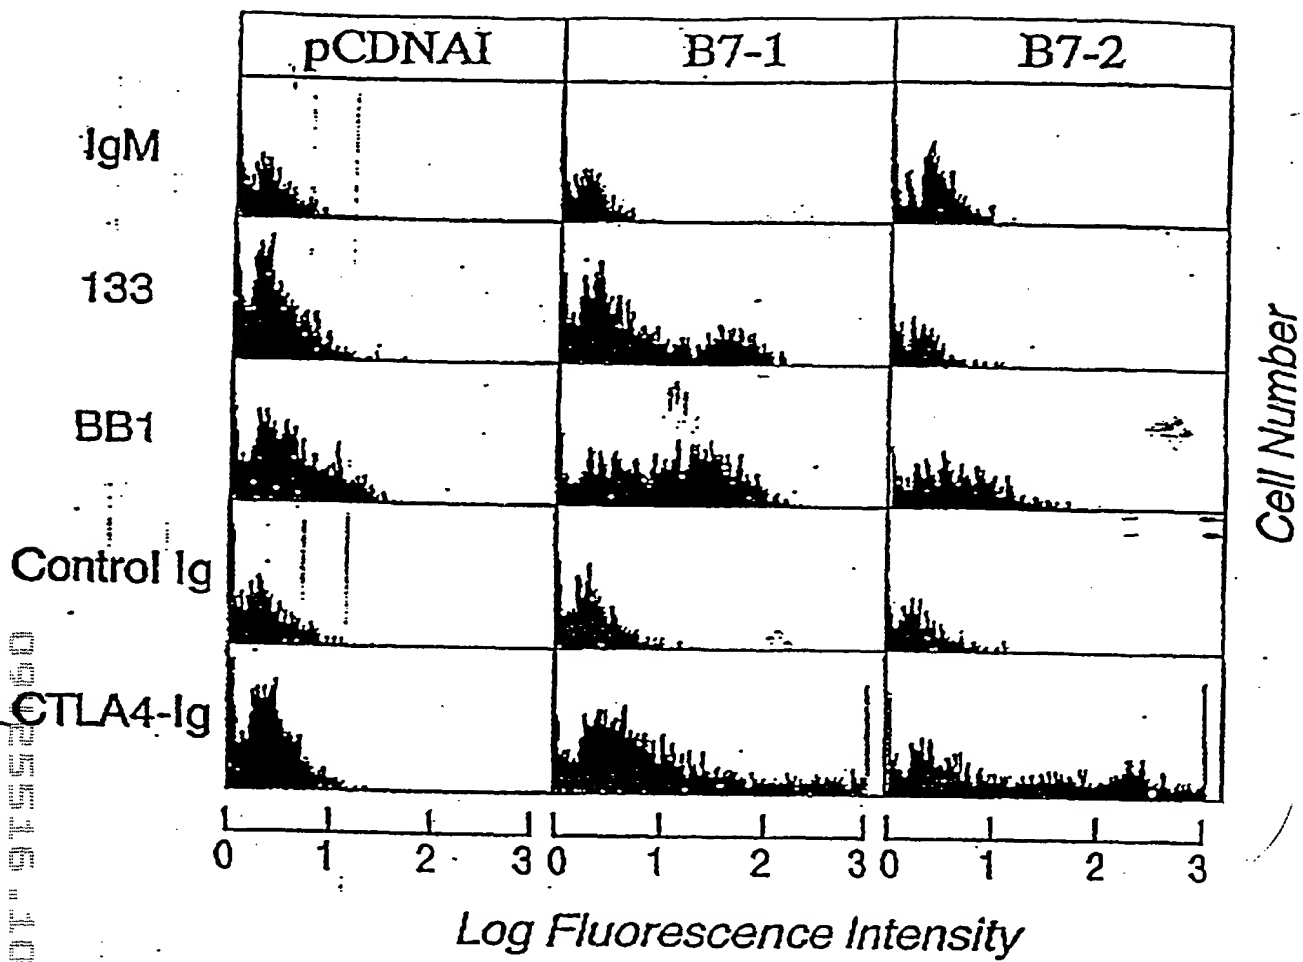 pCDNAI B7-1 B7-2
IgM
133
BB1
Control Ig
CTLA4-Ig
Cell Number
0 1 2 3 0 1 2 3 0 1 2 3
Log Fluorescence Intensity